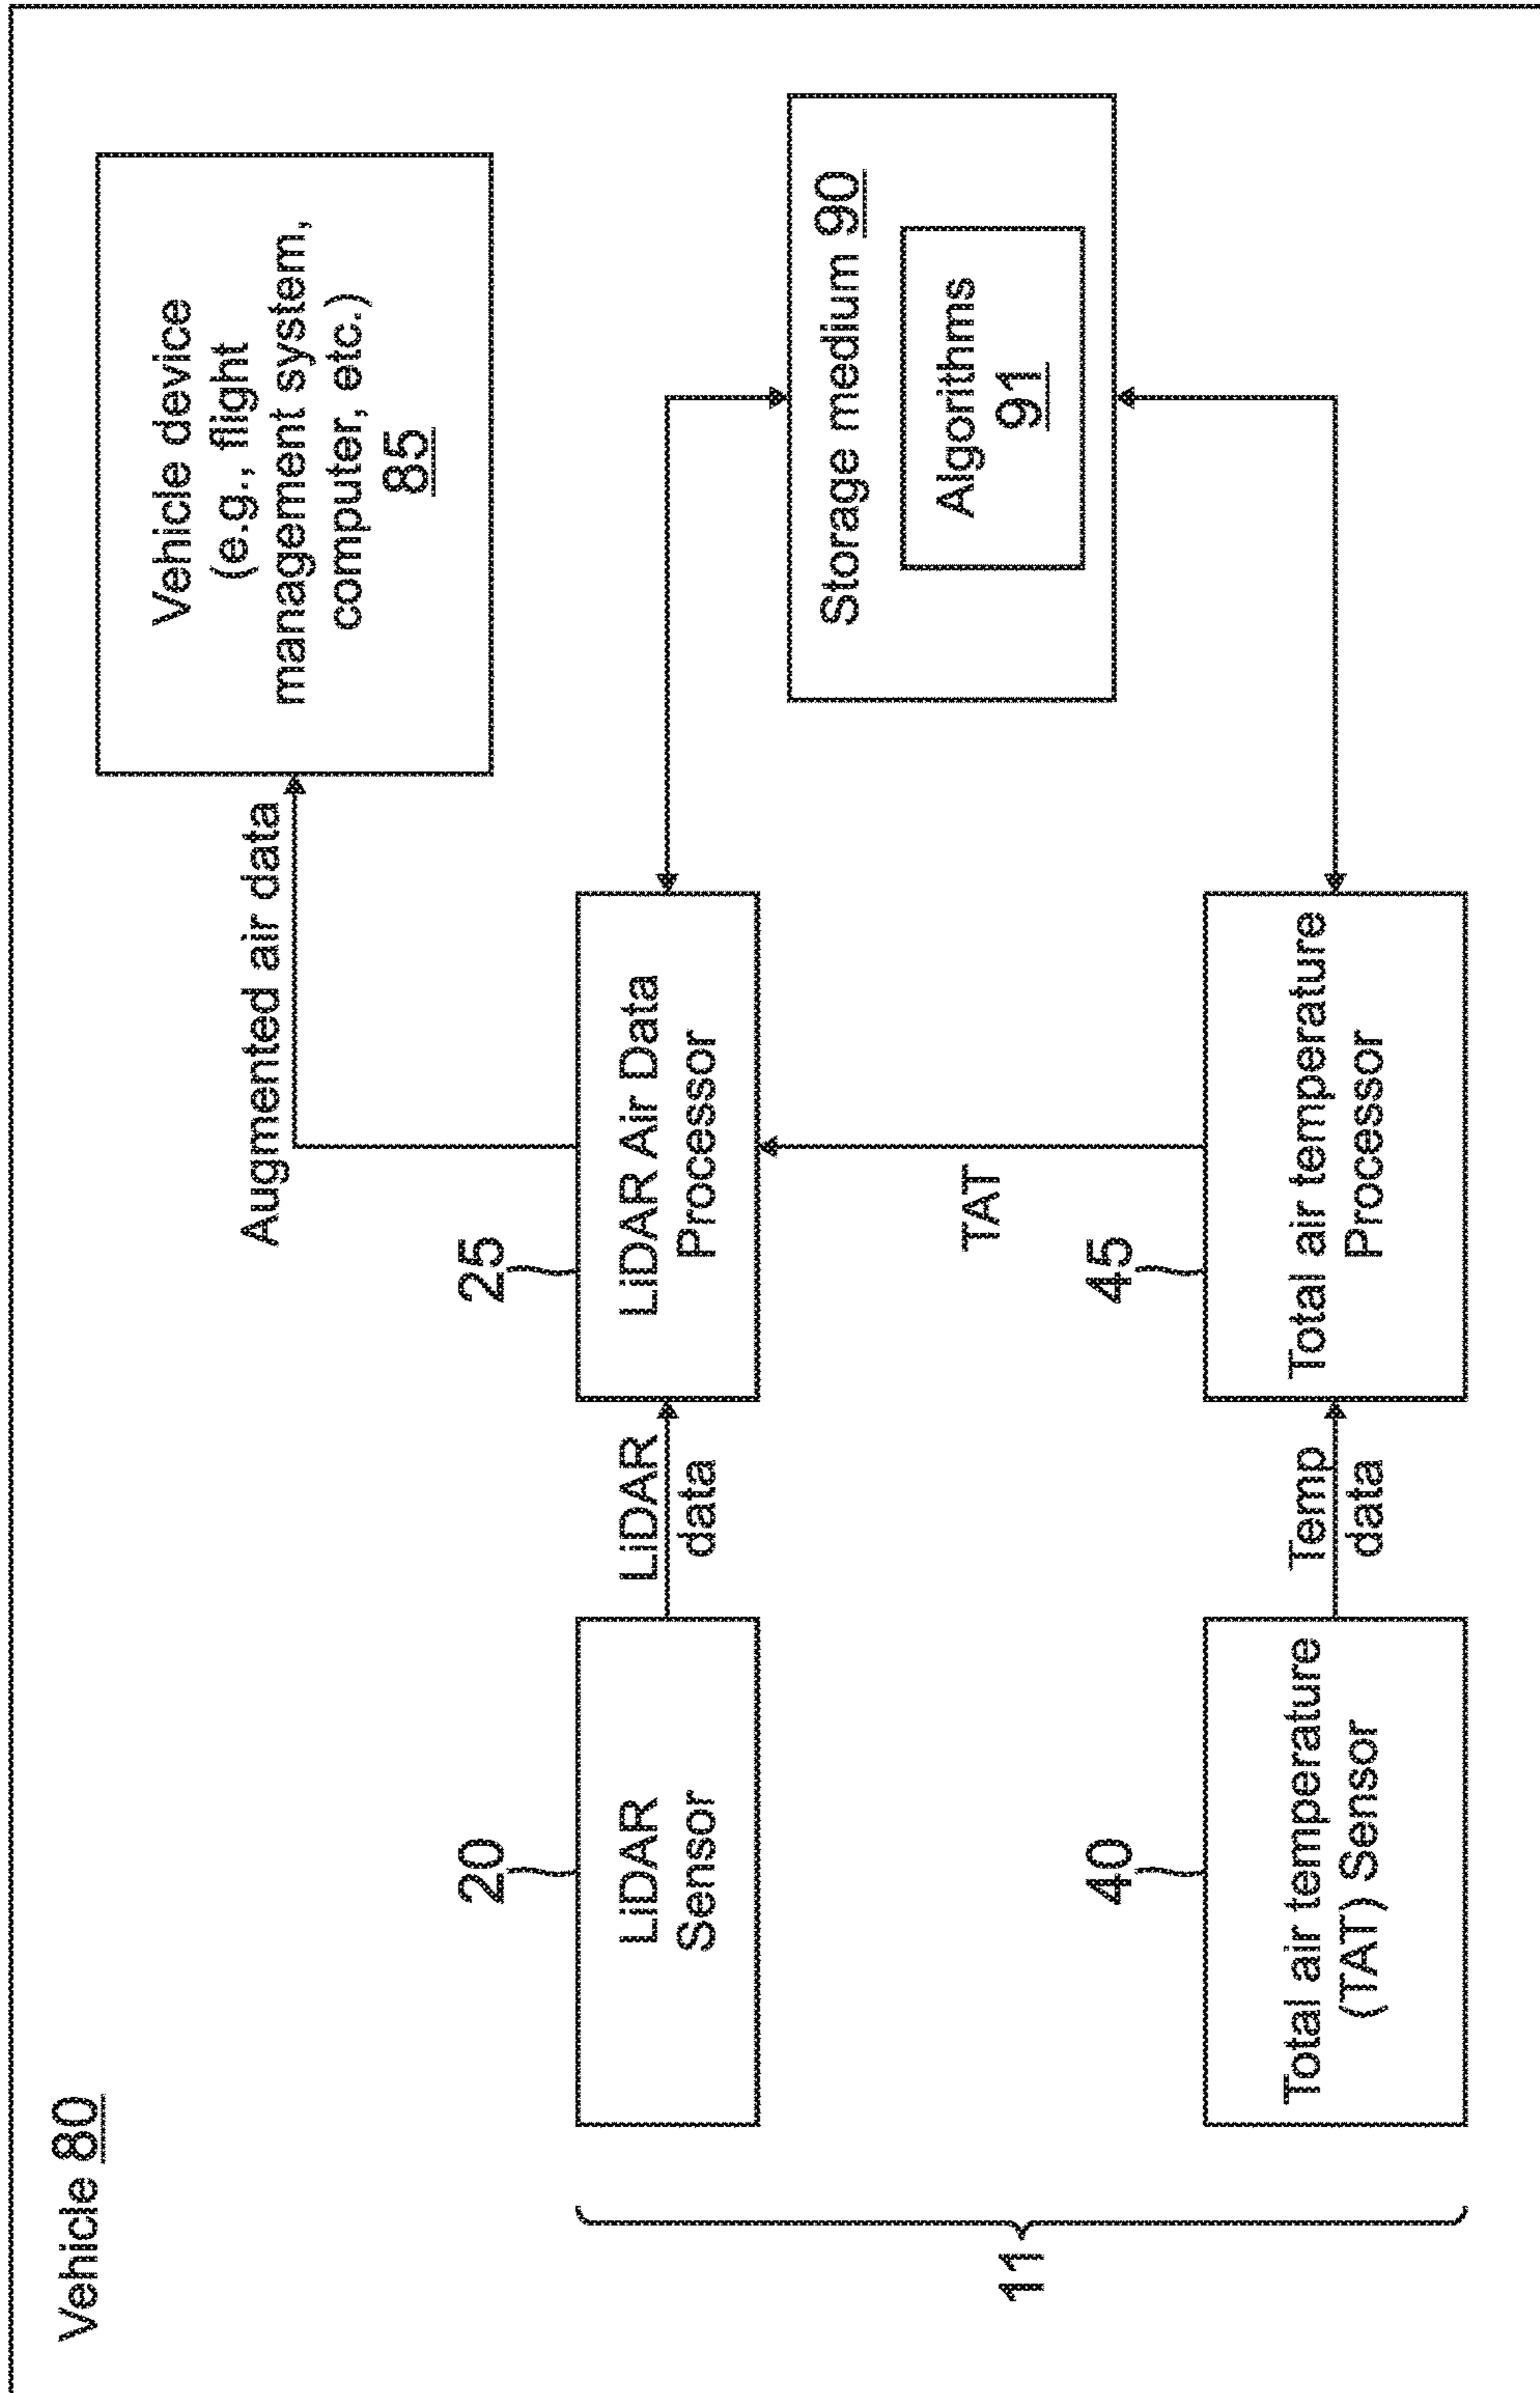 Vehicle 80
Vehicle device
(e.g., flight
management system,
computer, etc.)
85
Augmented air data
20
LiDAR
Sensor
LiDAR
data
25
LiDAR Air Data
Processor
Storage medium 90
Algorithms
91
11
TAT
40
Total air temperature
(TAT) Sensor
Temp
data
45
Total air temperature
Processor